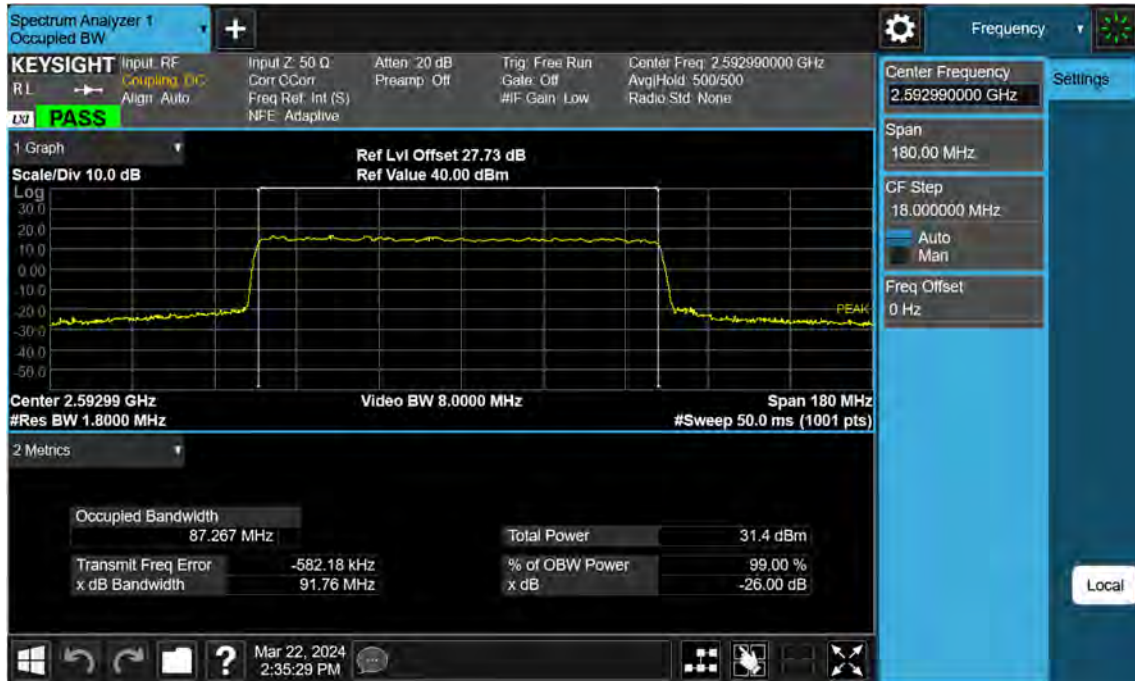 Spectrum Analyzer 1
Occupied BW
+
Frequency
KEYSIGHT
RL
LXI PASS
Input: RF
Coupling: DC
Align: Auto
Input Z: 50 Ω
Corr CCorr
Freq Ref: Int (S)
NFE: Adaptive
Atten: 20 dB
Preamp: Off
Trig: Free Run
Gate: Off
#IF Gain: Low
Center Freq: 2.592990000 GHz
Avg|Hold: 500/500
Radio Std: None
Center Frequency
2.592990000 GHz
Settings
Span
180.00 MHz
CF Step
18.000000 MHz
Auto
Man
Freq Offset
0 Hz
1 Graph
Scale/Div 10.0 dB
Ref Lvl Offset 27.73 dB
Ref Value 40.00 dBm
Log
30.0
20.0
10.0
0.00
-10.0
-20.0
-30.0
-40.0
-50.0
PEAK
Center 2.59299 GHz
#Res BW 1.8000 MHz
Video BW 8.0000 MHz
Span 180 MHz
#Sweep 50.0 ms (1001 pts)
2 Metrics
Occupied Bandwidth
87.267 MHz
Total Power 31.4 dBm
Transmit Freq Error -582.18 kHz
% of OBW Power 99.00 %
x dB Bandwidth 91.76 MHz
x dB -26.00 dB
Local
?
Mar 22, 2024
2:35:29 PM